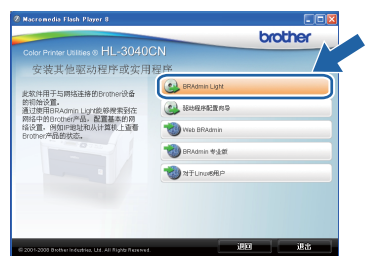 Macromedia Flash Player 8
brother
Color Printer Utilities @ HL-3040CN
安装其他驱动程序或实用程序
此软件用于与网络连接的Brother设备
的初始设置。
通过使用BRAdmin Light能够搜索到在
网络中的Brother产品，配置基本的网
络设置，例如IP地址和从计算机上查看
Brother产品的状态。
BRAdmin Light
驱动程序配置向导
Web BRAdmin
BRAdmin 专业版
对于Linux®用户
© 2001-2008 Brother Industries, Ltd. All Rights Reserved.
返回
退出